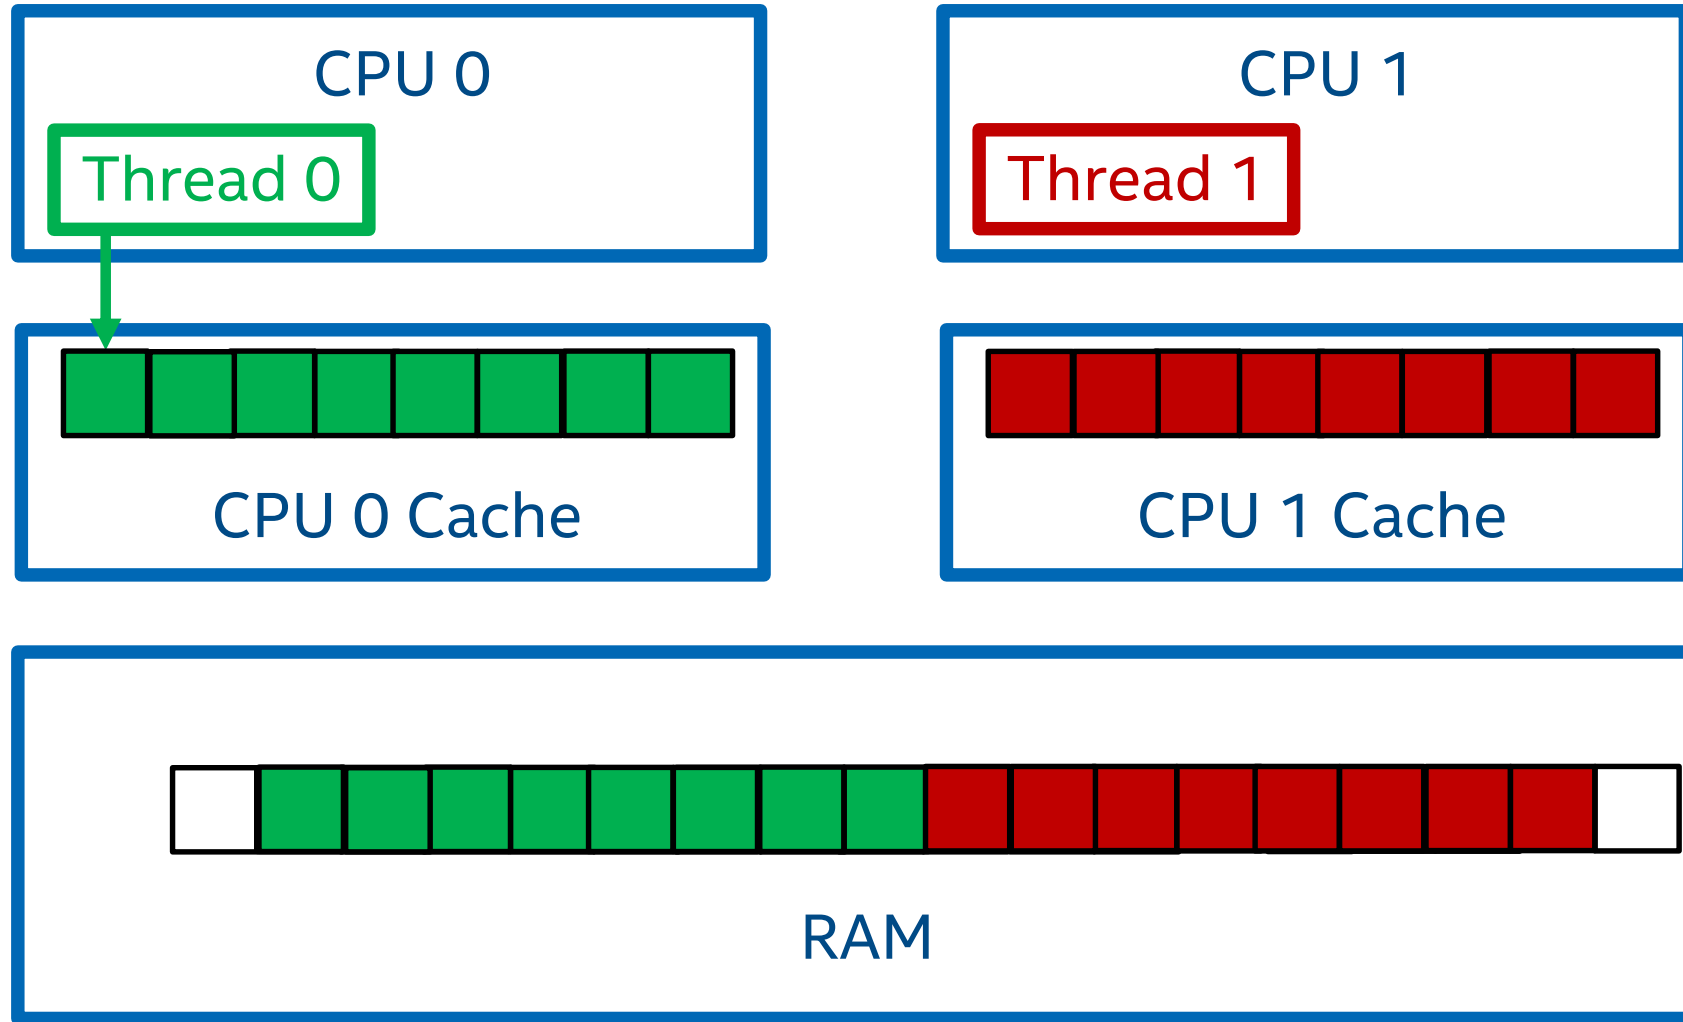 CPU 0
CPU 1
Thread 0
Thread 1
CPU 0 Cache
CPU 1 Cache
RAM